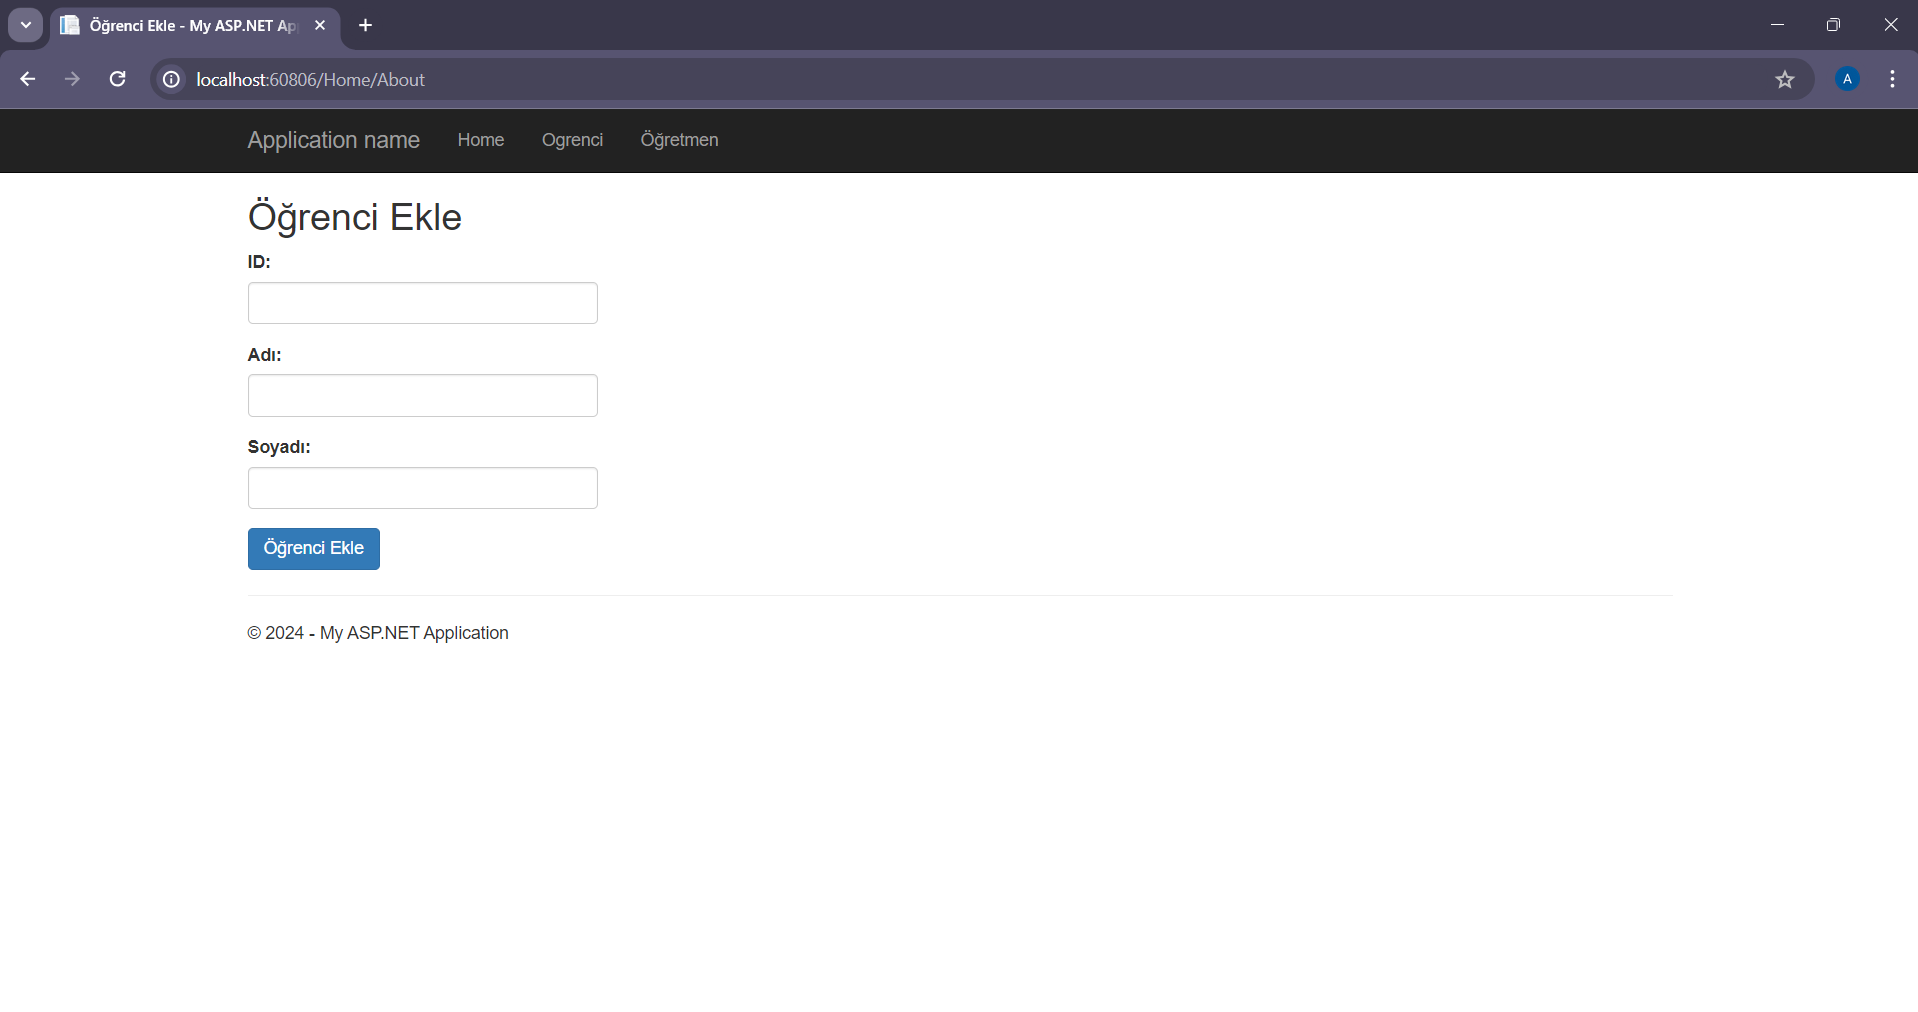 Öğrenci Ekle - My ASP.NET Ap
localhost:60806/Home/About
A
Application name Home Ogrenci Öğretmen
Öğrenci Ekle
ID:
Adı:
Soyadı:
Öğrenci Ekle
© 2024 - My ASP.NET Application